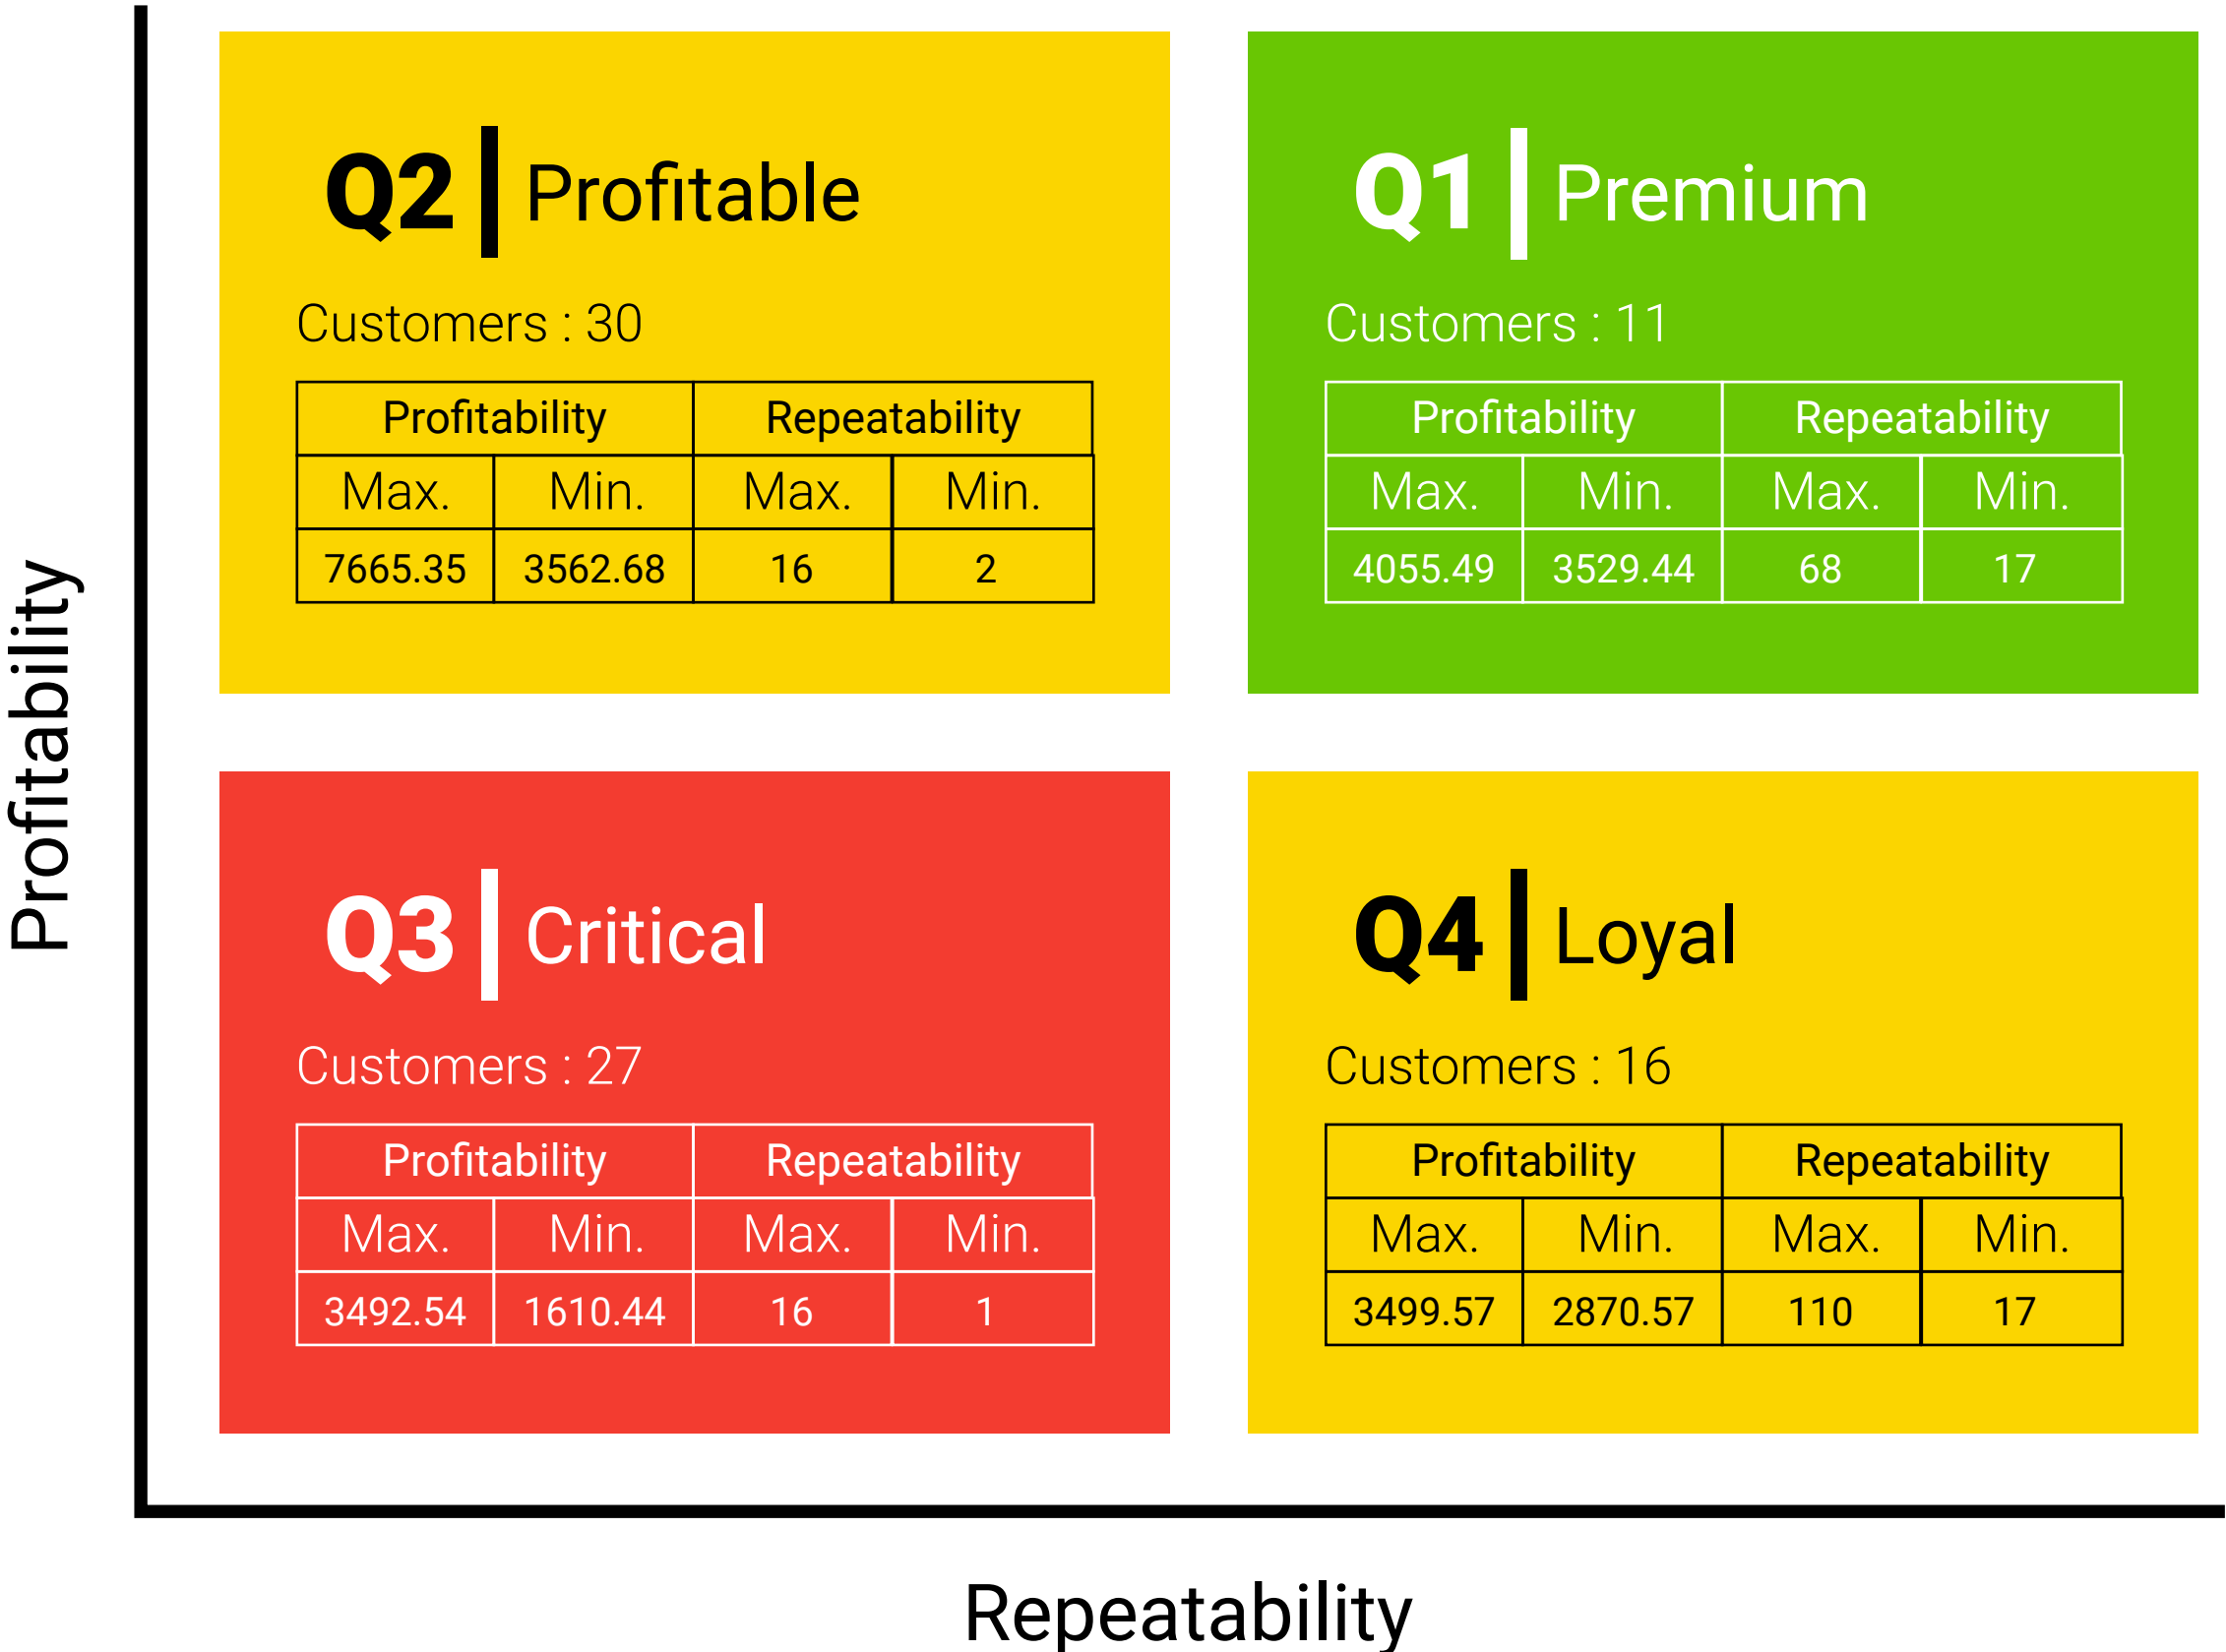 Profitability
Q2 Profitable
Customers : 30
Profitability Repeatability
Max. Min. Max. Min.
7665.35 3562.68 16 2
Q1 Premium
Customers : 11
Profitability Repeatability
Max. Min. Max. Min.
4055.49 3529.44 68 17
Q3 Critical
Customers : 27
Profitability Repeatability
Max. Min. Max. Min.
3492.54 1610.44 16 1
Q4 Loyal
Customers : 16
Profitability Repeatability
Max. Min. Max. Min.
3499.57 2870.57 110 17
Repeatability